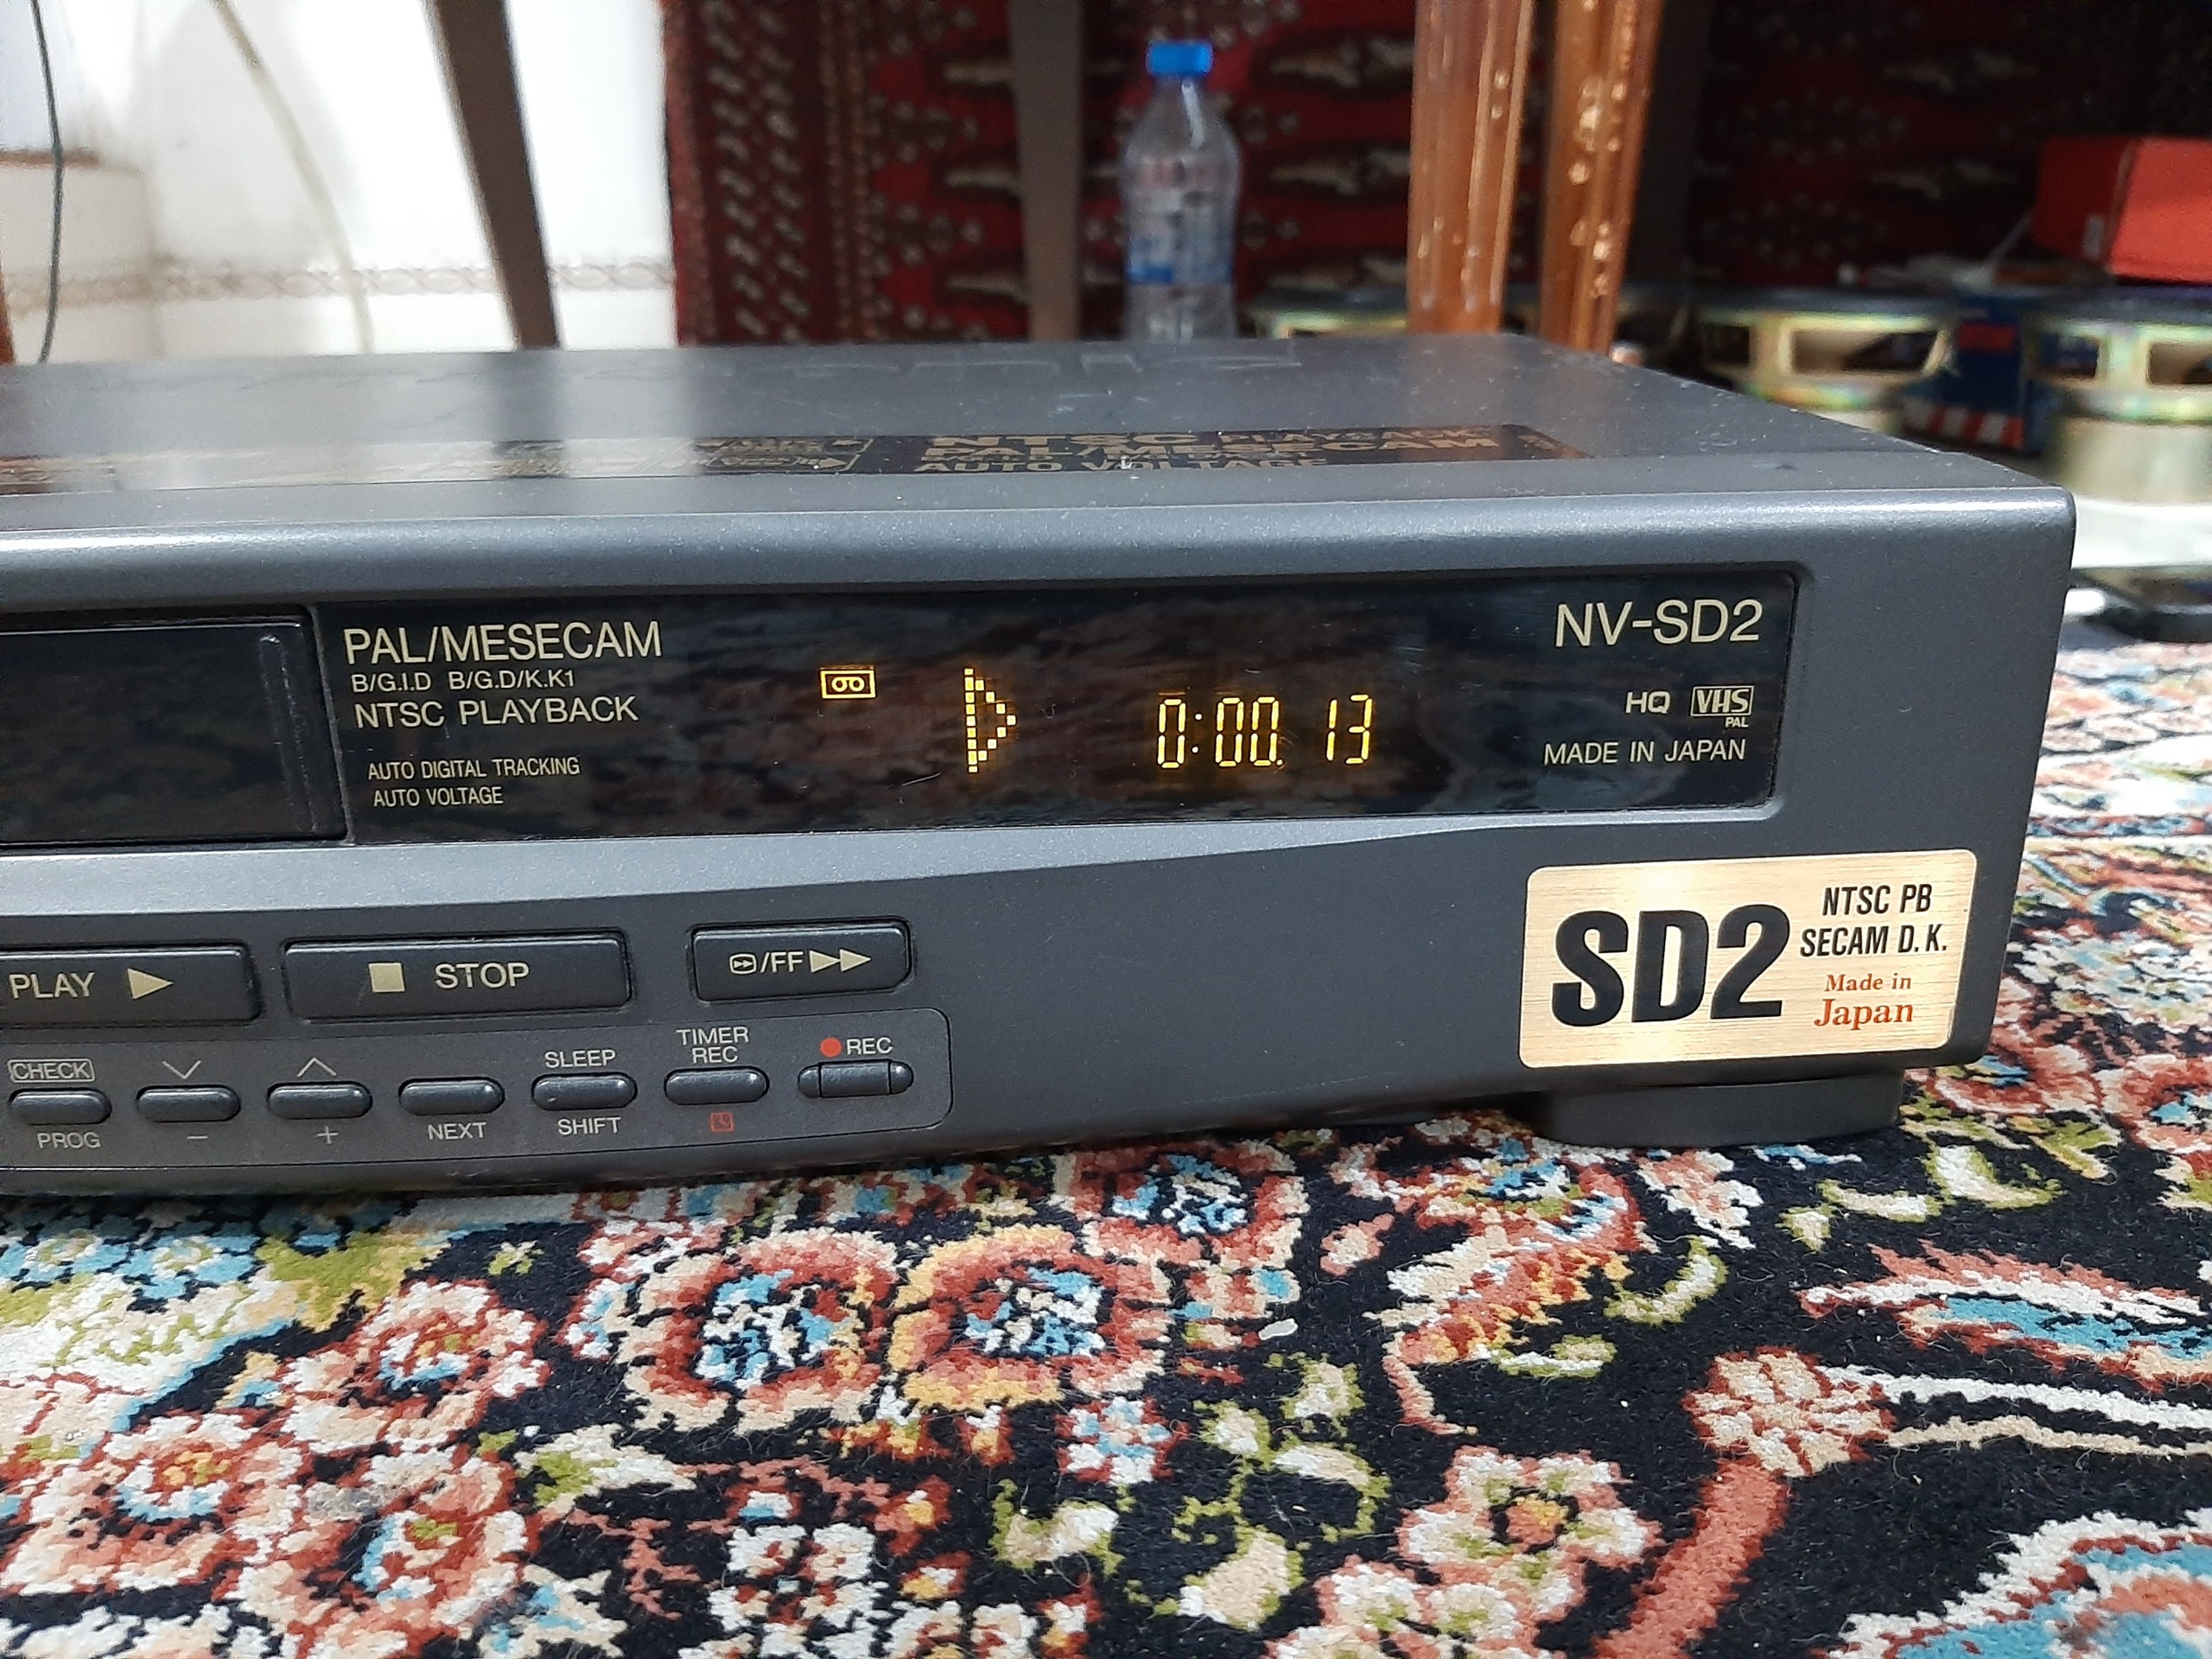 NTSC PLAYBACK
PAL/MESECAM
AUTO VOLTAGE
PAL/MESECAM
B/G.I.D B/G.D/K.K1
NTSC PLAYBACK
AUTO DIGITAL TRACKING
AUTO VOLTAGE
0:00.13
NV-SD2
HQ VHS
PAL
MADE IN JAPAN
SD2
NTSC PB
SECAM D.K.
Made in
Japan
PLAY
STOP
/FF
CHECK
SLEEP
TIMER
REC
REC
PROG
−
+
NEXT
SHIFT